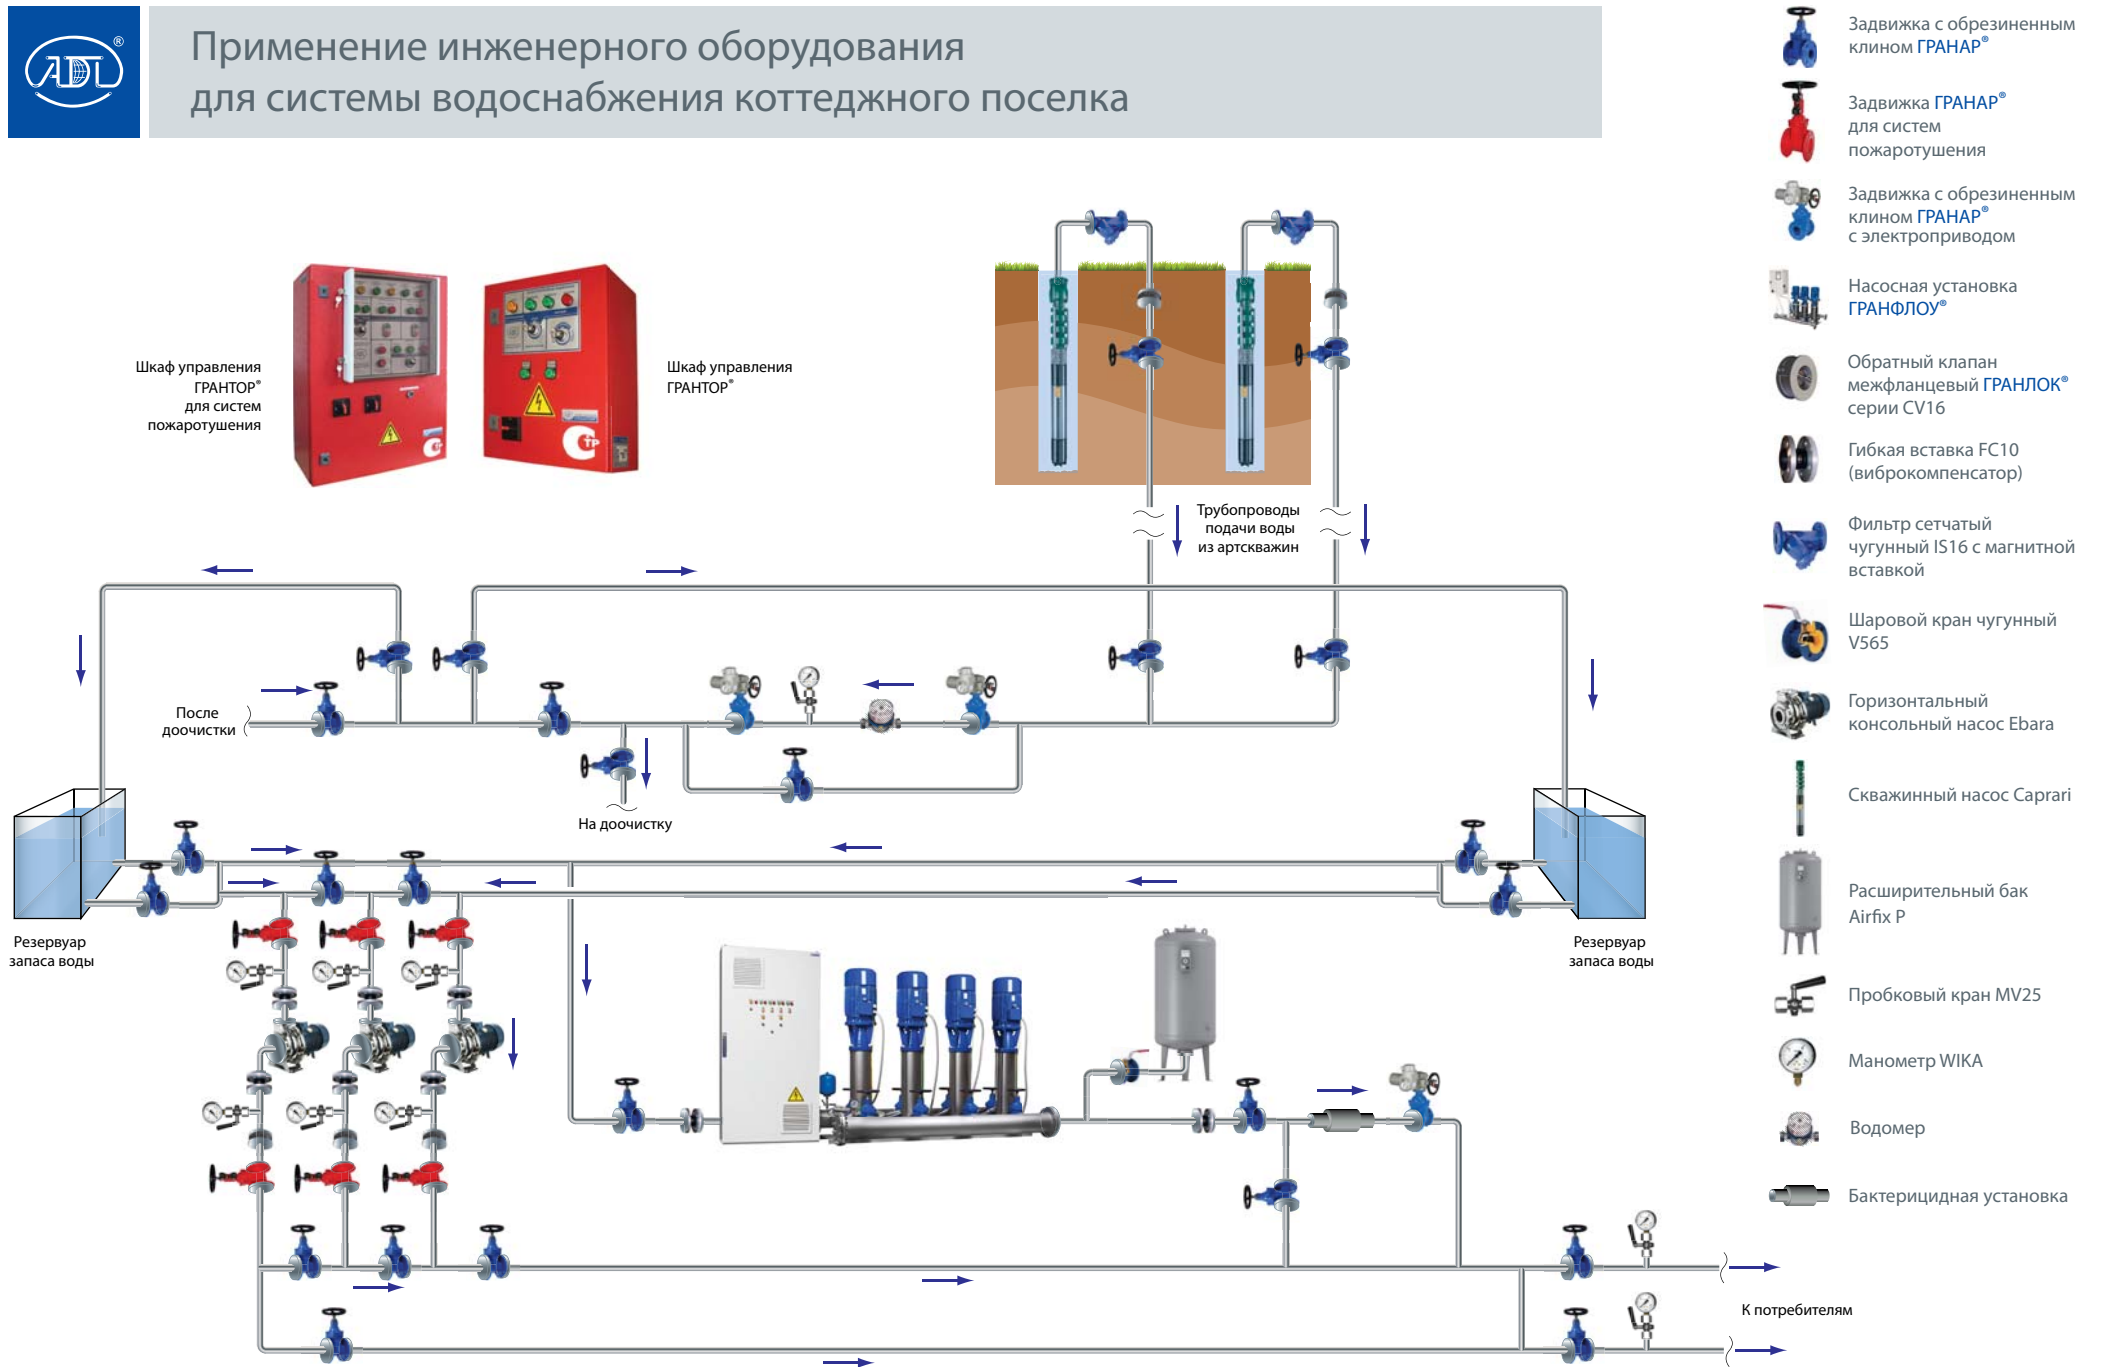 ADL®
Применение инженерного оборудования
для системы водоснабжения коттеджного поселка
Шкаф управления
ГРАНТОР®
для систем
пожаротушения
Шкаф управления
ГРАНТОР®
Трубопроводы
подачи воды
из артскважин
После
доочистки
На доочистку
Резервуар
запаса воды
Резервуар
запаса воды
К потребителям
Задвижка с обрезиненным
клином ГРАНАР®
Задвижка ГРАНАР®
для систем
пожаротушения
Задвижка с обрезиненным
клином ГРАНАР®
с электроприводом
Насосная установка
ГРАНФЛОУ®
Обратный клапан
межфланцевый ГРАНЛОК®
серии CV16
Гибкая вставка FC10
(виброкомпенсатор)
Фильтр сетчатый
чугунный IS16 с магнитной
вставкой
Шаровой кран чугунный
V565
Горизонтальный
консольный насос Ebara
Скважинный насос Caprari
Расширительный бак
Airfix P
Пробковый кран MV25
Манометр WIKA
Водомер
Бактерицидная установка